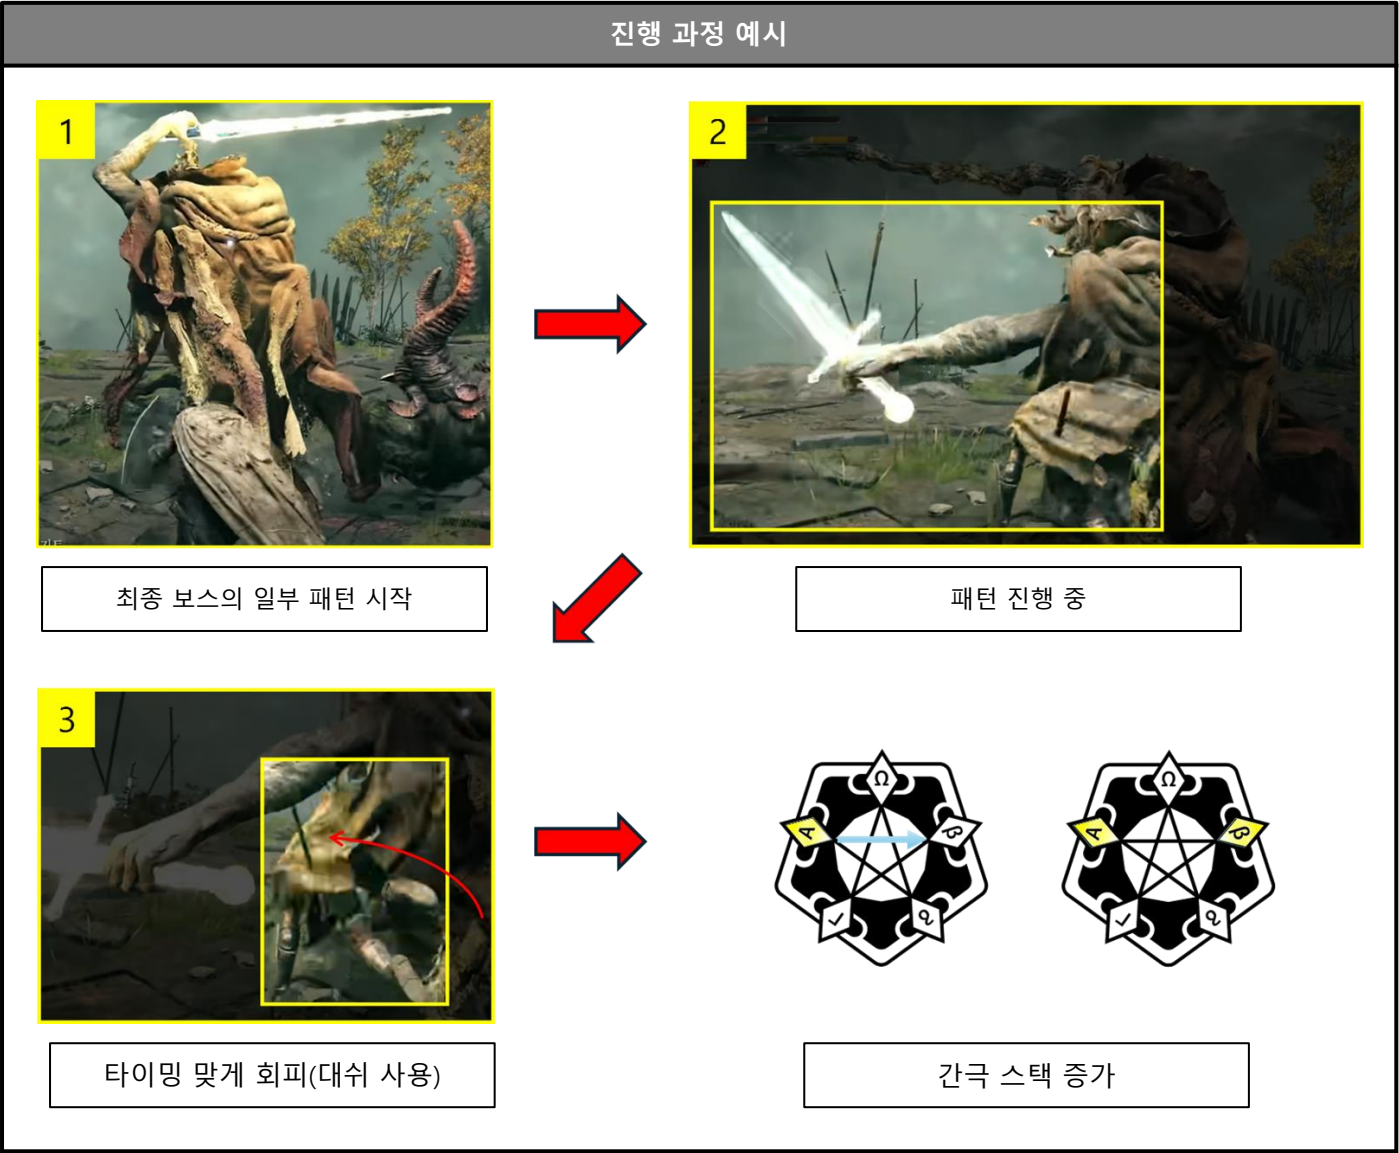 진행 과정 예시
1
2
최종 보스의 일부 패턴 시작
패턴 진행 중
3
타이밍 맞게 회피(대쉬 사용)
Ω
A
β
Ω
A
β
간극 스택 증가